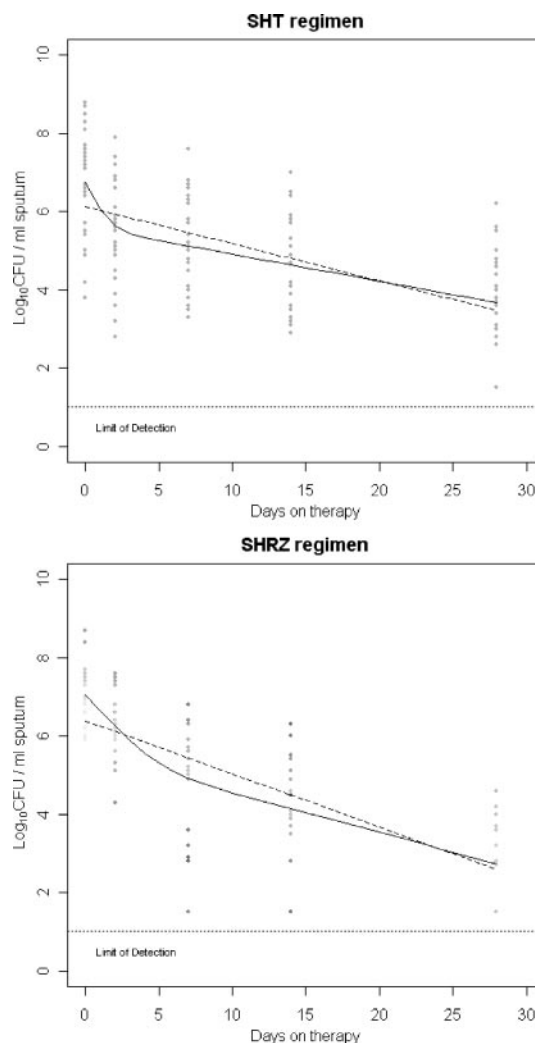 SHT regimen
10
8
6
4
2
0
Log10CFU / ml sputum
Limit of Detection
0 5 10 15 20 25 30
Days on therapy
SHRZ regimen
10
8
6
4
2
0
Log10CFU / ml sputum
Limit of Detection
0 5 10 15 20 25 30
Days on therapy